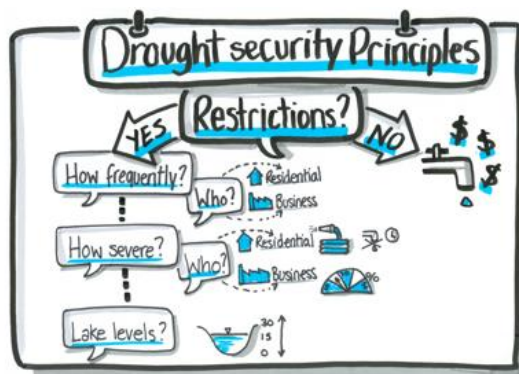 Drought security Principles
Restrictions?
YES
NO
$ $ $
How frequently?
Who?
Residential
Business
How severe?
Who?
Residential
Business
%
Lake levels?
30
15
0